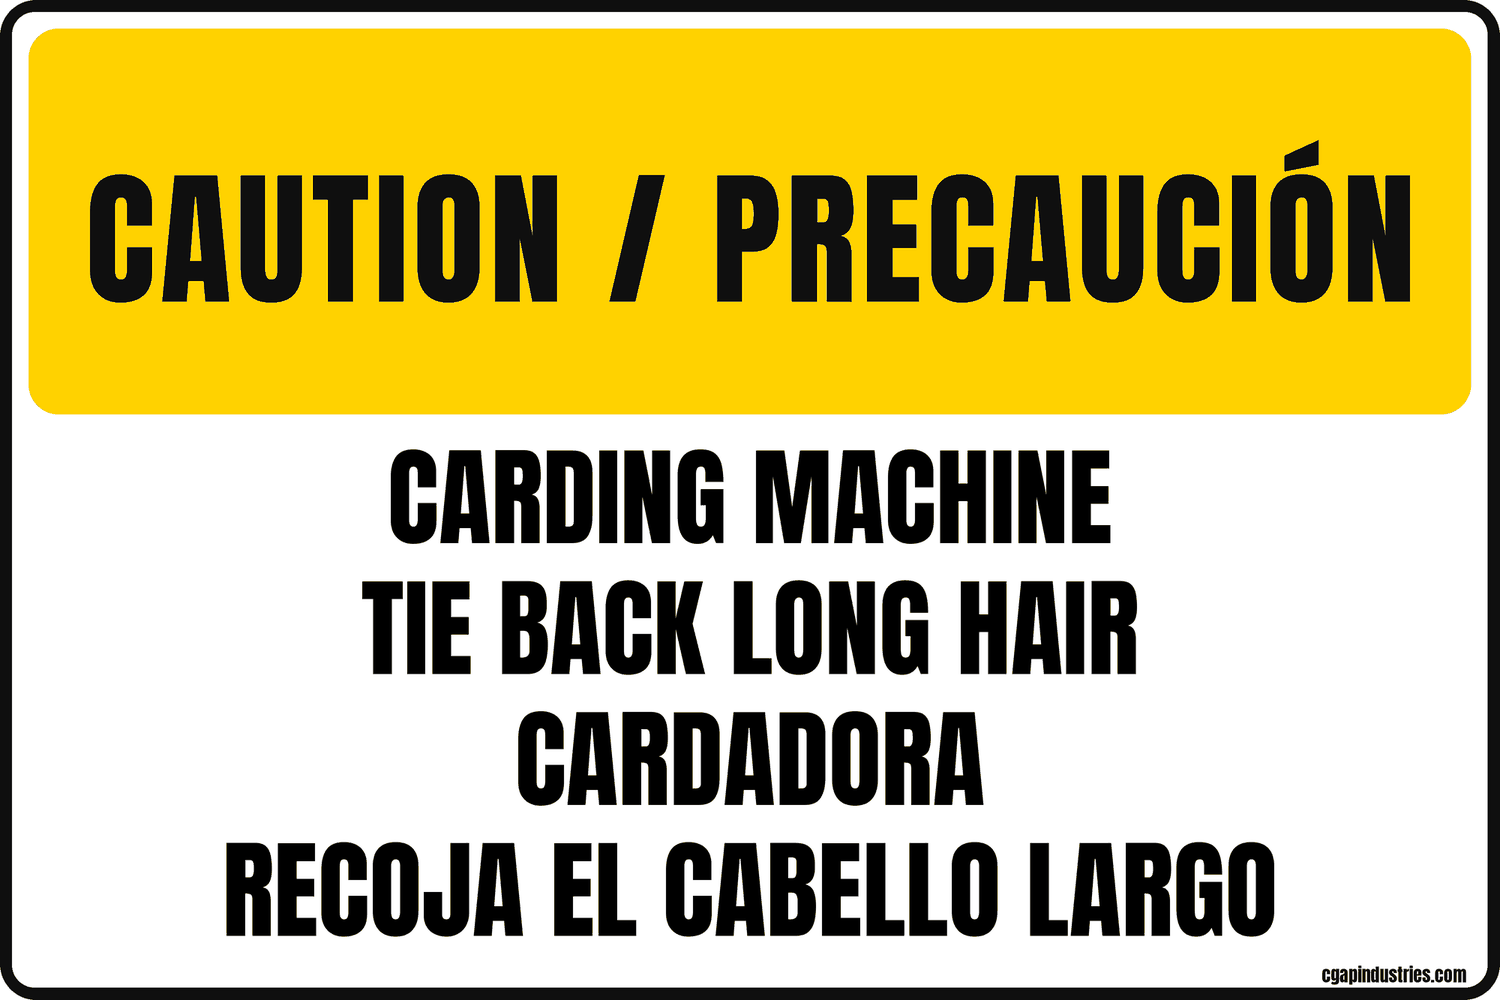 CAUTION / PRECAUCIÓN
CARDING MACHINE
TIE BACK LONG HAIR
CARDADORA
RECOJA EL CABELLO LARGO
cgapindustries.com